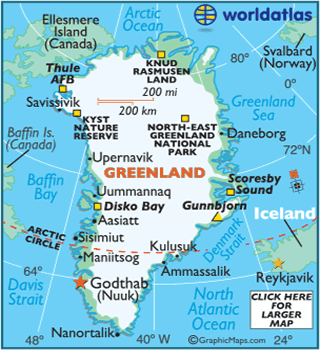 worldatlas
Ellesmere
Island
(Canada)
Arctic
Ocean
Svalbard
(Norway)
KNUD
RASMUSEN
LAND
80°
Thule
AFB
200 mi
200 km
Savissivik
KYST
NATURE
RESERVE
NORTH-EAST
GREENLAND
NATIONAL
PARK
Greenland
Sea
Daneborg
Baffin Is.
(Canada)
Upernavik
72°N
GREENLAND
Scoresby
Sound
Baffin
Bay
Uummannaq
Disko Bay
Gunnbjorn
Aasiatt
Iceland
ARCTIC
CIRCLE
Sisimiut
Kulusuk
Denmark
Strait
Maniitsog
64°
Ammassalik
Reykjavik
Davis
Strait
Godthab
(Nuuk)
North
Atlantic
Ocean
CLICK HERE
FOR
LARGER
MAP
Nanortalik
48°
40° W
32°
24°
©GraphicMaps.com